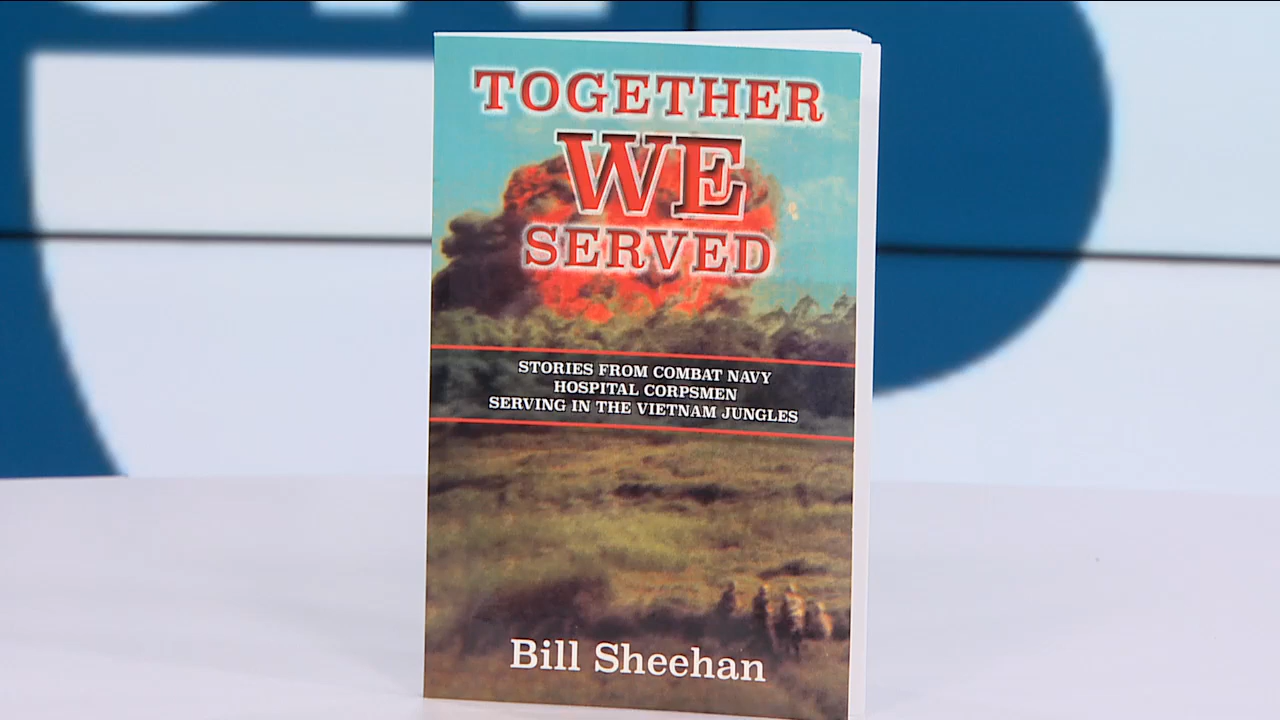 TOGETHER
WE
SERVED
STORIES FROM COMBAT NAVY
HOSPITAL CORPSMEN
SERVING IN THE VIETNAM JUNGLES
Bill Sheehan